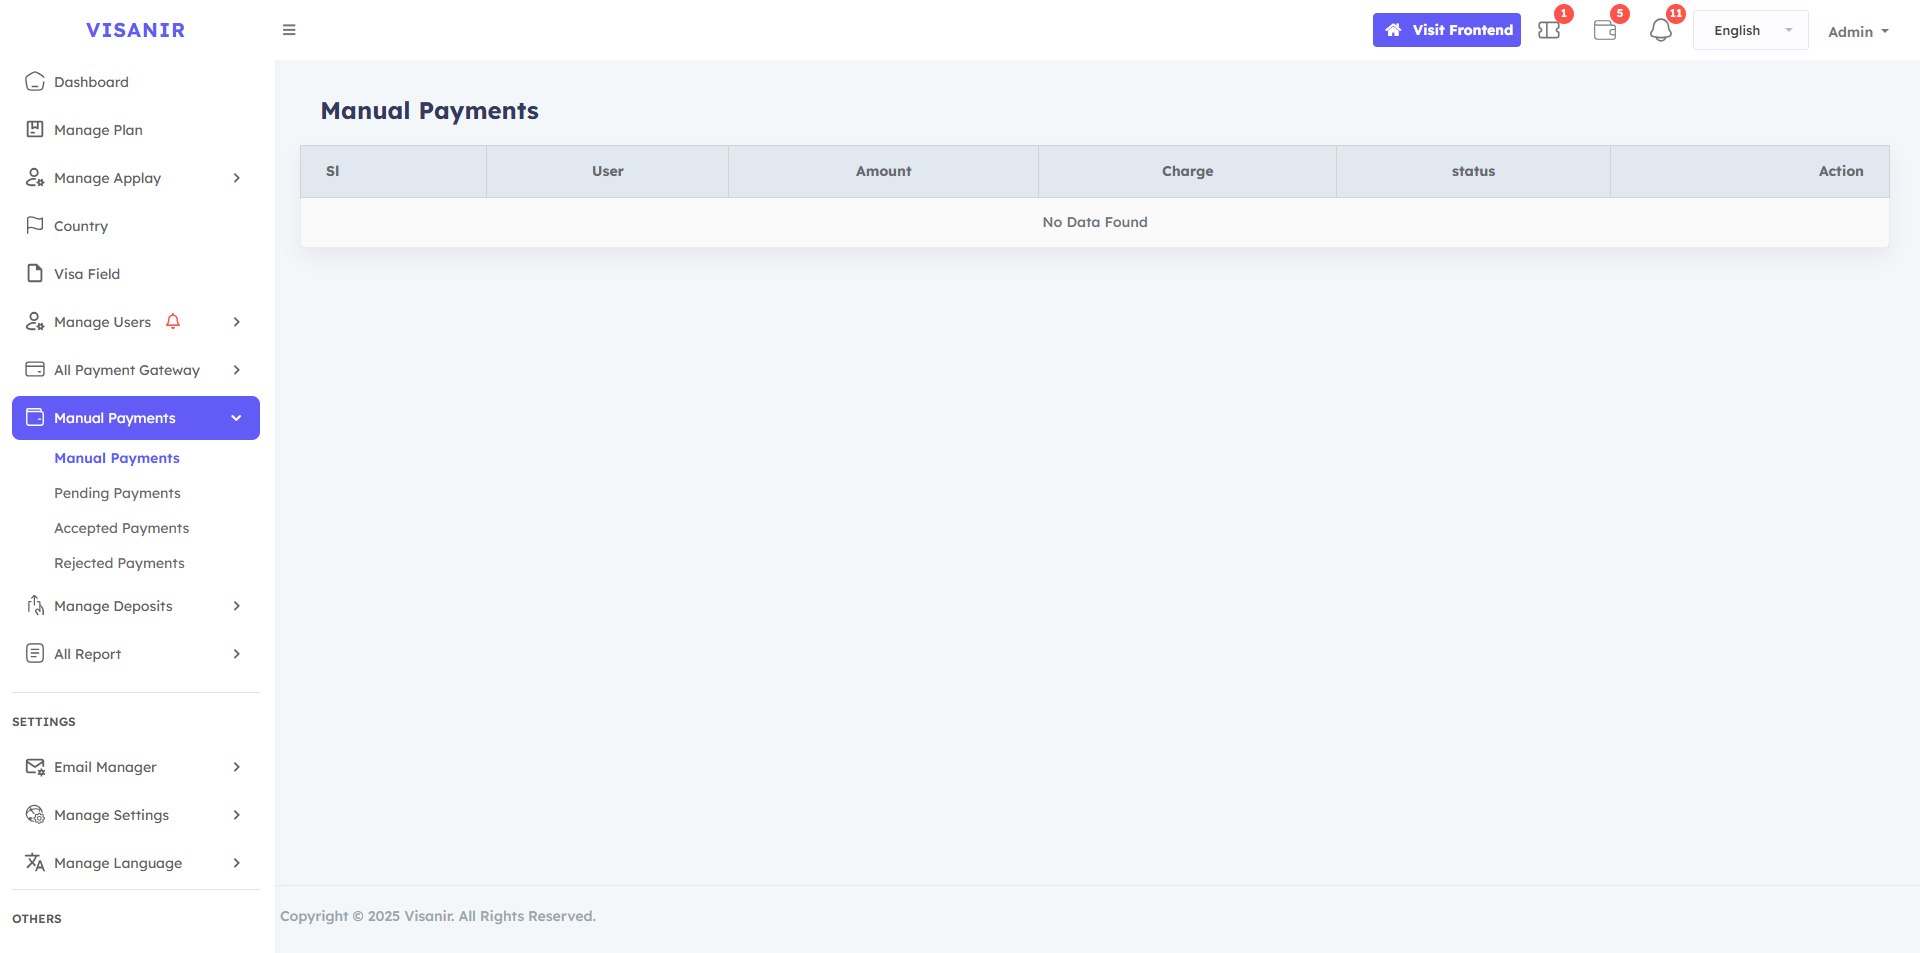 VISANIR
Visit Frontend
1
5
11
English
Admin
Dashboard
Manage Plan
Manage Applay
Country
Visa Field
Manage Users
All Payment Gateway
Manual Payments
Manual Payments
Pending Payments
Accepted Payments
Rejected Payments
Manage Deposits
All Report
SETTINGS
Email Manager
Manage Settings
Manage Language
OTHERS
Manual Payments
Sl User Amount Charge status Action
No Data Found
Copyright © 2025 Visanir. All Rights Reserved.